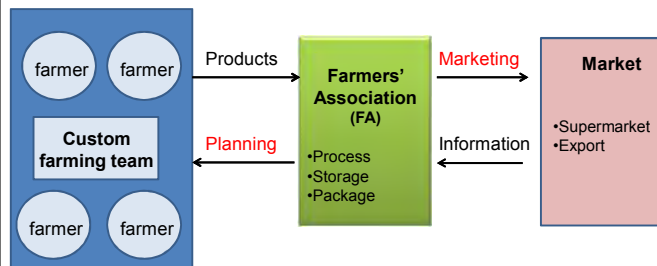 farmer
farmer
Custom
farming team
farmer
farmer
Products
Planning
Farmers’
Association
(FA)
•Process
•Storage
•Package
Marketing
Information
Market
•Supermarket
•Export